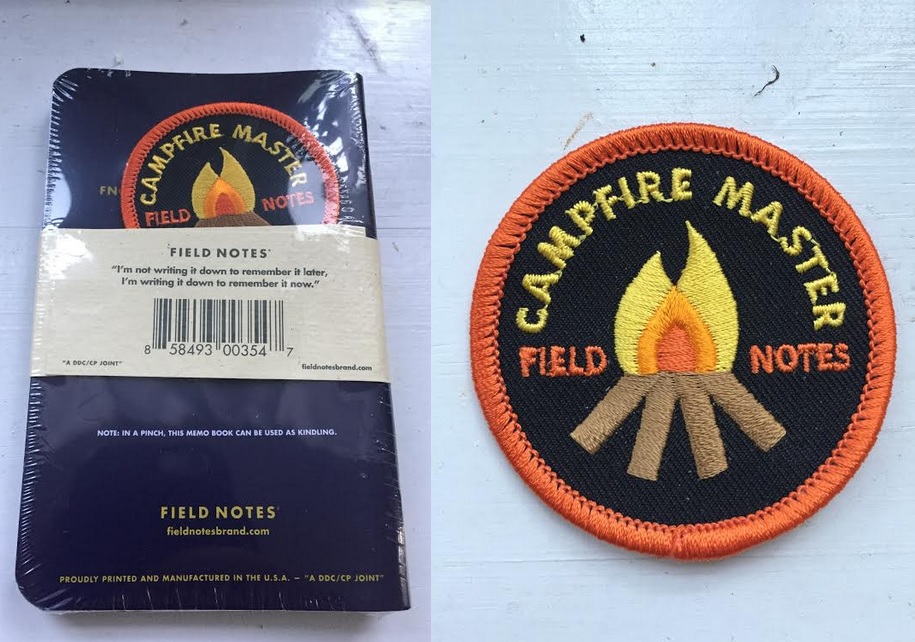 CAMPFIRE MASTER
FN
FIELD NOTES
FIELD NOTES
“I’m not writing it down to remember it later,
I’m writing it down to remember it now.”
8 58493 00354 7
“A DDC/CP JOINT”
fieldnotesbrand.com
NOTE: IN A PINCH, THIS MEMO BOOK CAN BE USED AS KINDLING.
FIELD NOTES
fieldnotesbrand.com
PROUDLY PRINTED AND MANUFACTURED IN THE U.S.A. — “A DDC/CP JOINT”
CAMPFIRE MASTER
FIELD NOTES